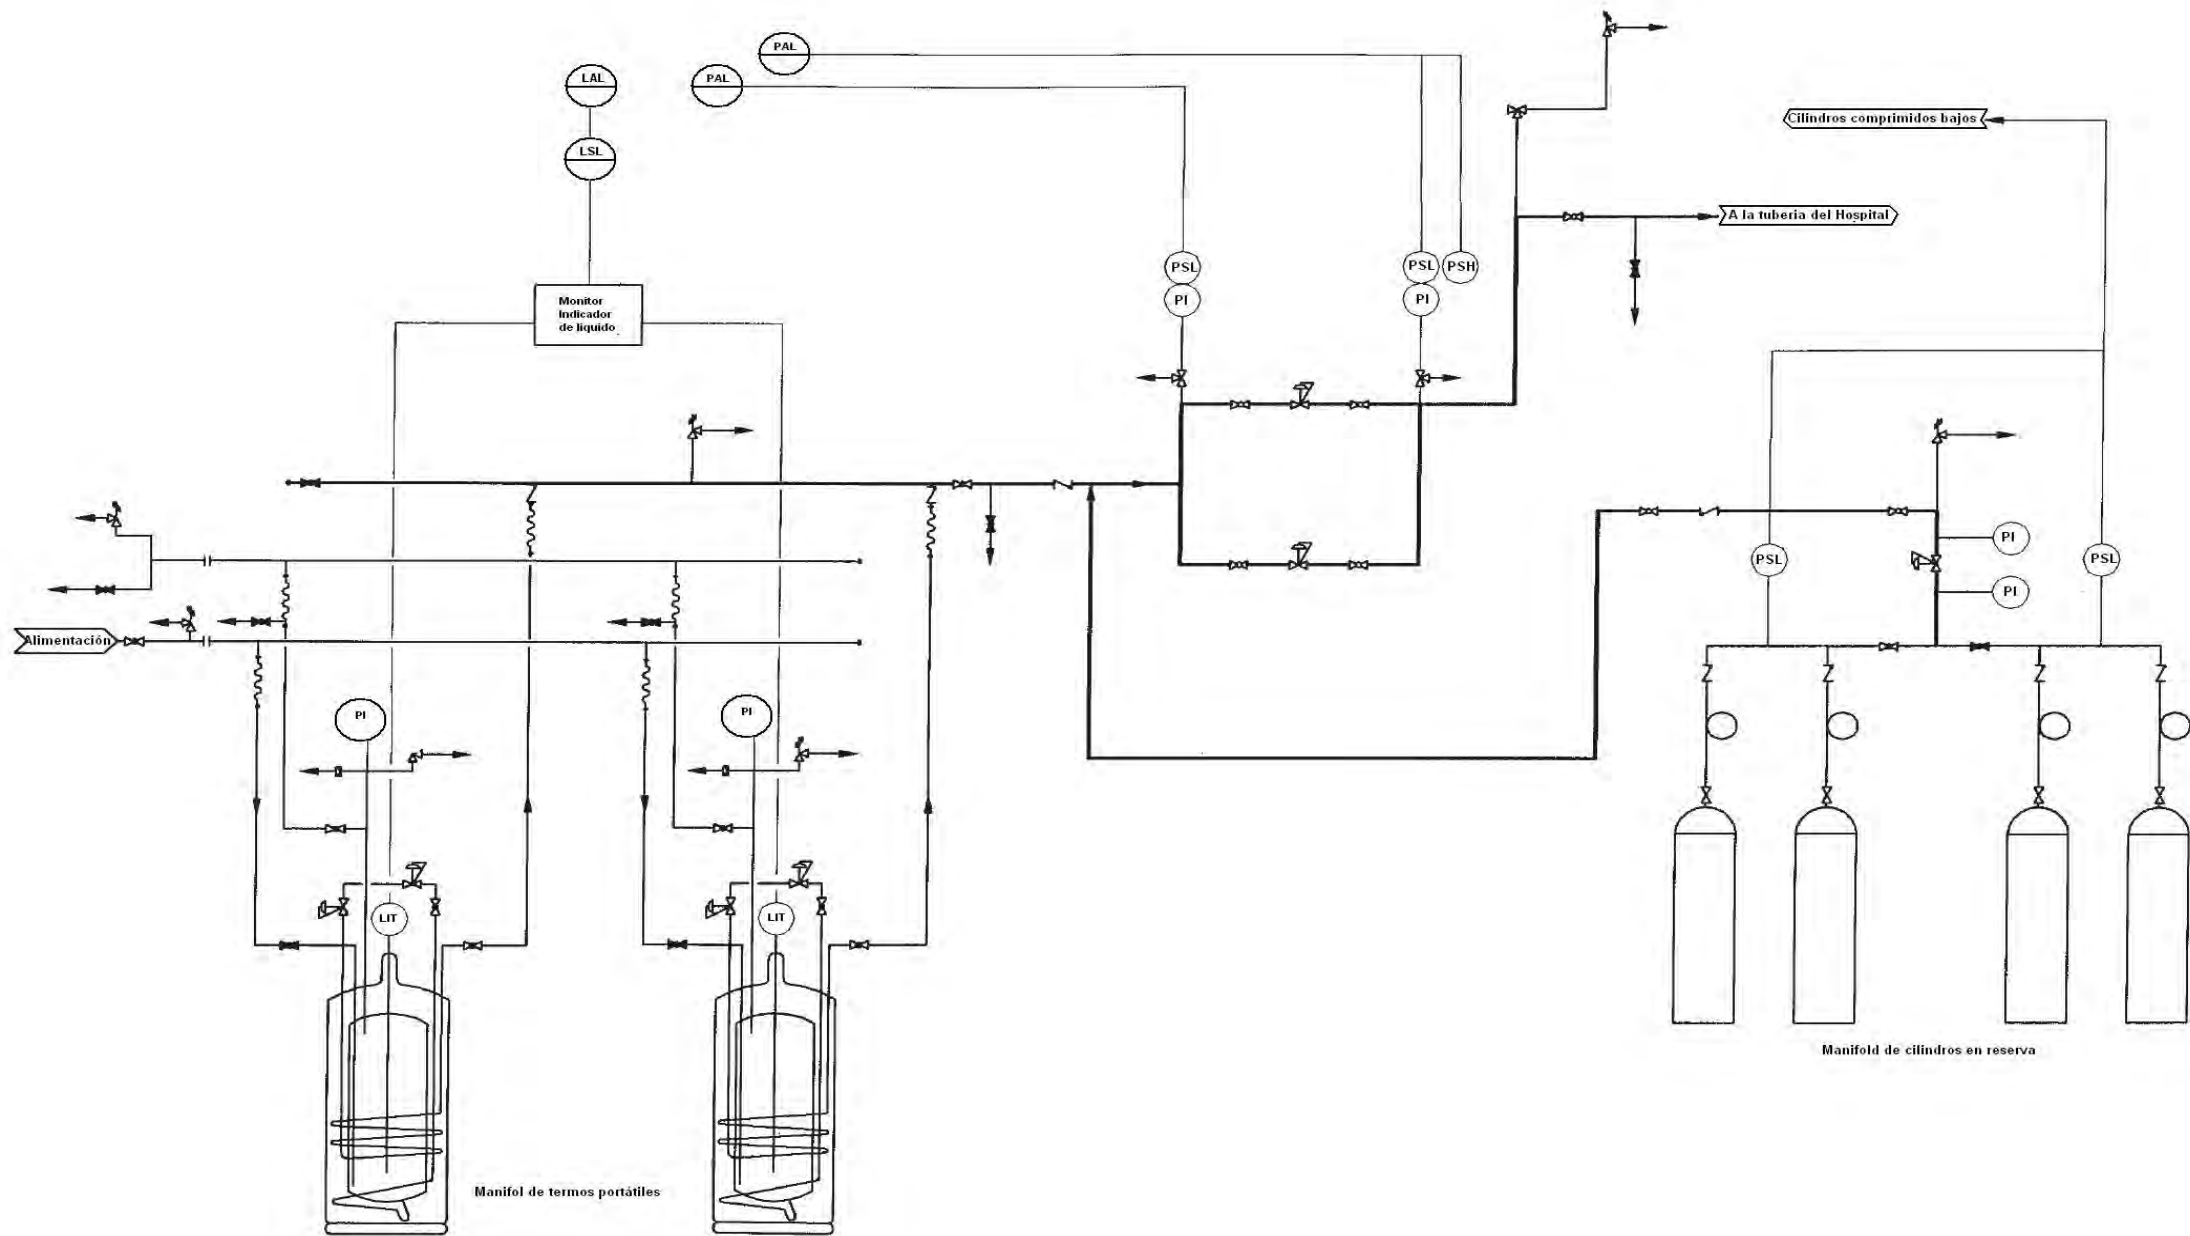 PAL
LAL
PAL
Cilindros comprimidos bajos
LSL
A la tuberia del Hospital
PSL
PSL
PSH
PI
PI
Monitor
Indicador
de liquido
PI
PSL
PSL
PI
Alimentación
PI
PI
LIT
LIT
Manifold de cilindros en reserva
Manifol de termos portátiles